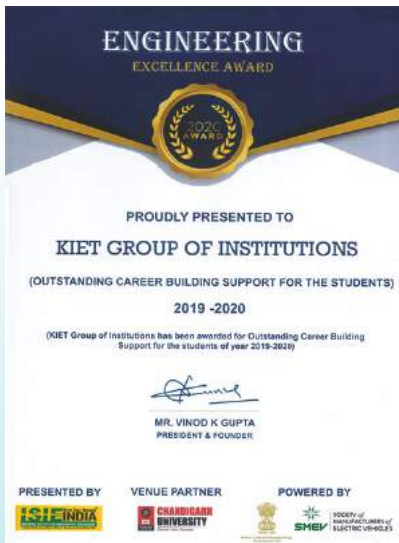 ENGINEERING
EXCELLENCE AWARD
2020
AWARD
PROUDLY PRESENTED TO
KIET GROUP OF INSTITUTIONS
(OUTSTANDING CAREER BUILDING SUPPORT FOR THE STUDENTS)
2019 -2020
(KIET Group of Institutions has been awarded for Outstanding Career Building
Support for the students of year 2019-2020)
MR. VINOD K GUPTA
PRESIDENT & FOUNDER
PRESENTED BY VENUE PARTNER POWERED BY
ISIEINDIA
CHANDIGARH
UNIVERSITY
SMEV
SOCIETY of
MANUFACTURERS of
ELECTRIC VEHICLES